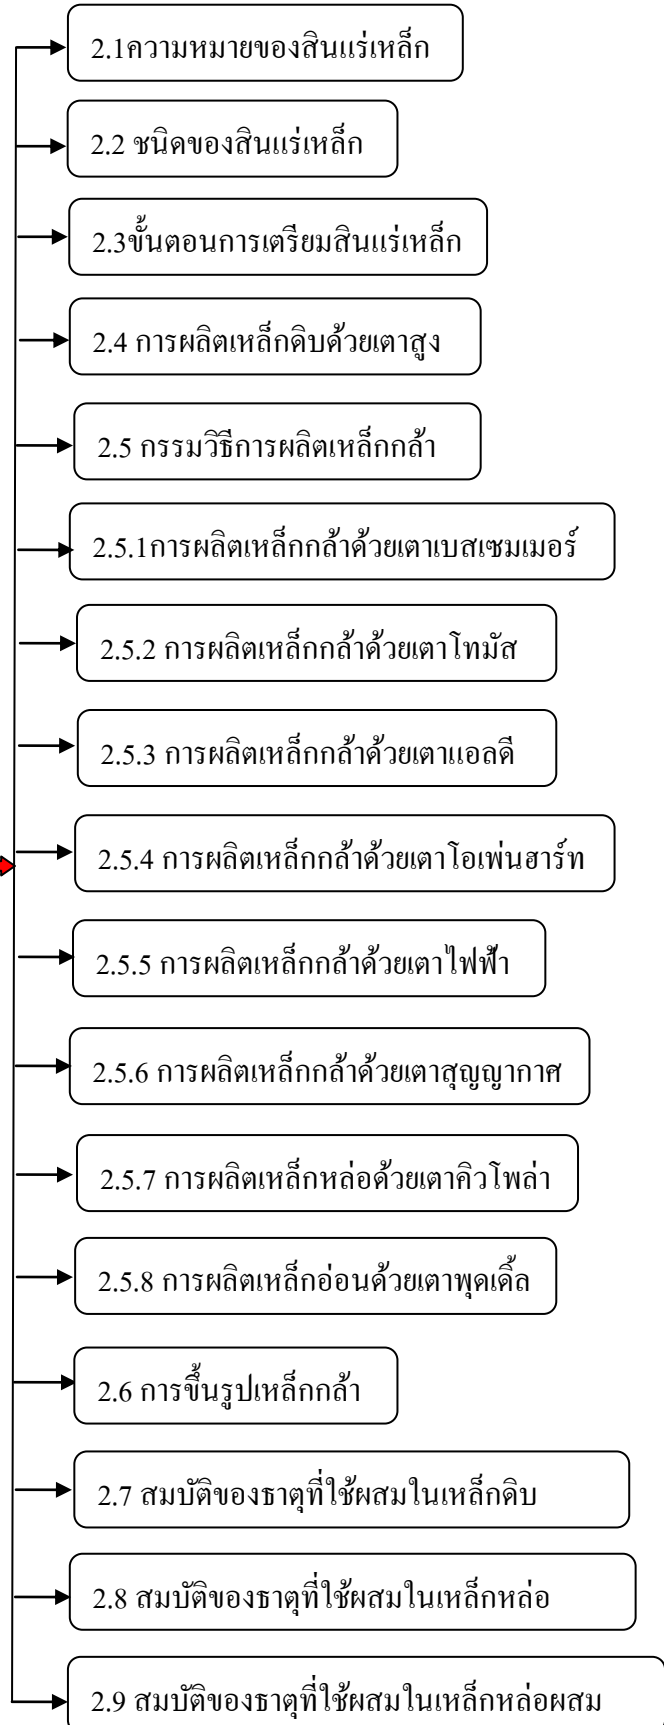 2.1ความหมายของสินแร่เหล็ก
2.2 ชนิดของสินแร่เหล็ก
2.3ขั้นตอนการเตรียมสินแร่เหล็ก
2.4 การผลิตเหล็กดิบด้วยเตาสูง
2.5 กรรมวิธีการผลิตเหล็กกล้า
2.5.1การผลิตเหล็กกล้าด้วยเตาเบสเซมเมอร์
2.5.2 การผลิตเหล็กกล้าด้วยเตาโทมัส
2.5.3 การผลิตเหล็กกล้าด้วยเตาแอลดี
2.5.4 การผลิตเหล็กกล้าด้วยเตาโอเพ่นฮาร์ท
2.5.5 การผลิตเหล็กกล้าด้วยเตาไฟฟ้า
2.5.6 การผลิตเหล็กกล้าด้วยเตาสุญญากาศ
2.5.7 การผลิตเหล็กหล่อด้วยเตาคิวโพล่า
2.5.8 การผลิตเหล็กอ่อนด้วยเตาพุดเดิ้ล
2.6 การขึ้นรูปเหล็กกล้า
2.7 สมบัติของธาตุที่ใช้ผสมในเหล็กดิบ
2.8 สมบัติของธาตุที่ใช้ผสมในเหล็กหล่อ
2.9 สมบัติของธาตุที่ใช้ผสมในเหล็กหล่อผสม